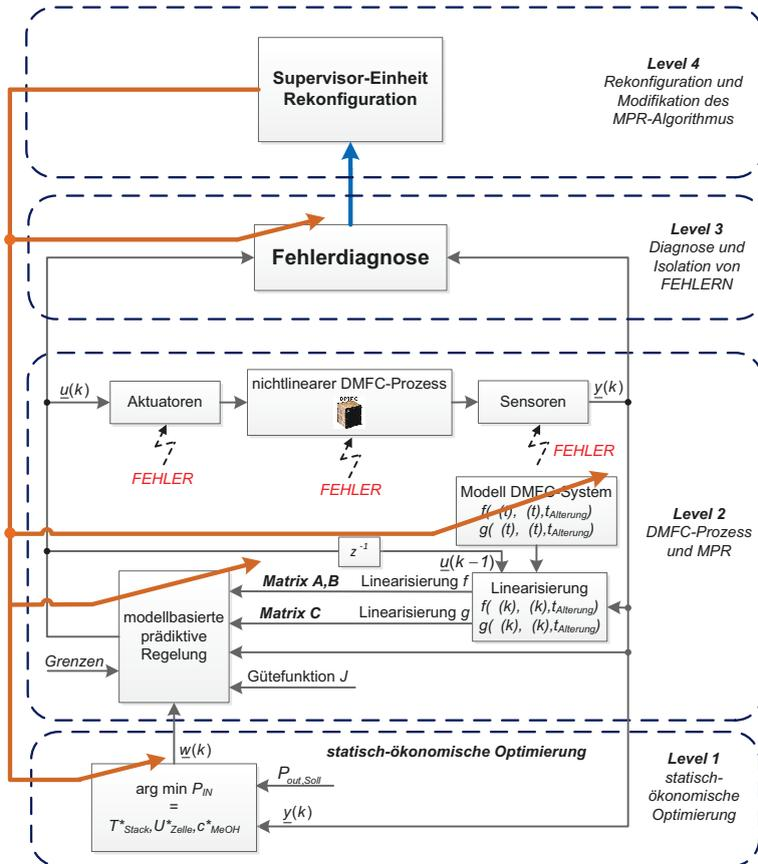 Supervisor-Einheit
Rekonfiguration
Level 4
Rekonfiguration und
Modifikation des
MPR-Algorithmus
Fehlerdiagnose
Level 3
Diagnose und
Isolation von
FEHLERN
u(k)
Aktuatoren
nichtlinearer DMFC-Prozess
DMFC
Sensoren
y(k)
FEHLER
FEHLER
FEHLER
Modell DMFC-System
f( (t), (t),tAlterung)
g( (t), (t),tAlterung)
Level 2
DMFC-Prozess
und MPR
z⁻¹
u(k−1)
Matrix A,B
Linearisierung f
Matrix C
Linearisierung g
Linearisierung
f( (k), (k),tAlterung)
g( (k), (k),tAlterung)
modellbasierte
prädiktive
Regelung
Grenzen
Gütefunktion J
w(k)
statisch-ökonomische Optimierung
Level 1
statisch-
ökonomische
Optimierung
arg min PIN
=
T*Stack,U*Zelle,c*MeOH
Pout,Soll
y(k)